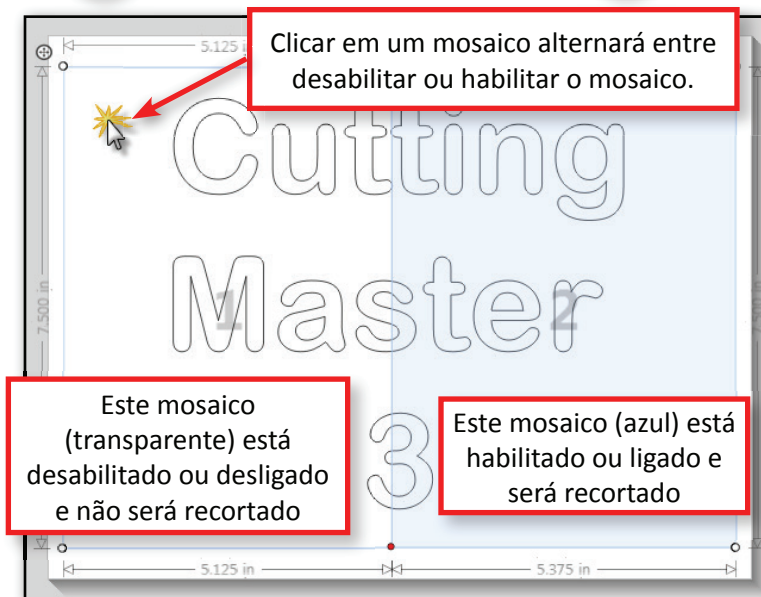 5.125 i
Clicar em um mosaico alternará entre
desabilitar ou habilitar o mosaico.
Cutting
Master
1
2
3
7.500 in
7.500 in
Este mosaico
(transparente) está
desabilitado ou desligado
e não será recortado
Este mosaico (azul) está
habilitado ou ligado e
será recortado
5.125 in
5.375 in